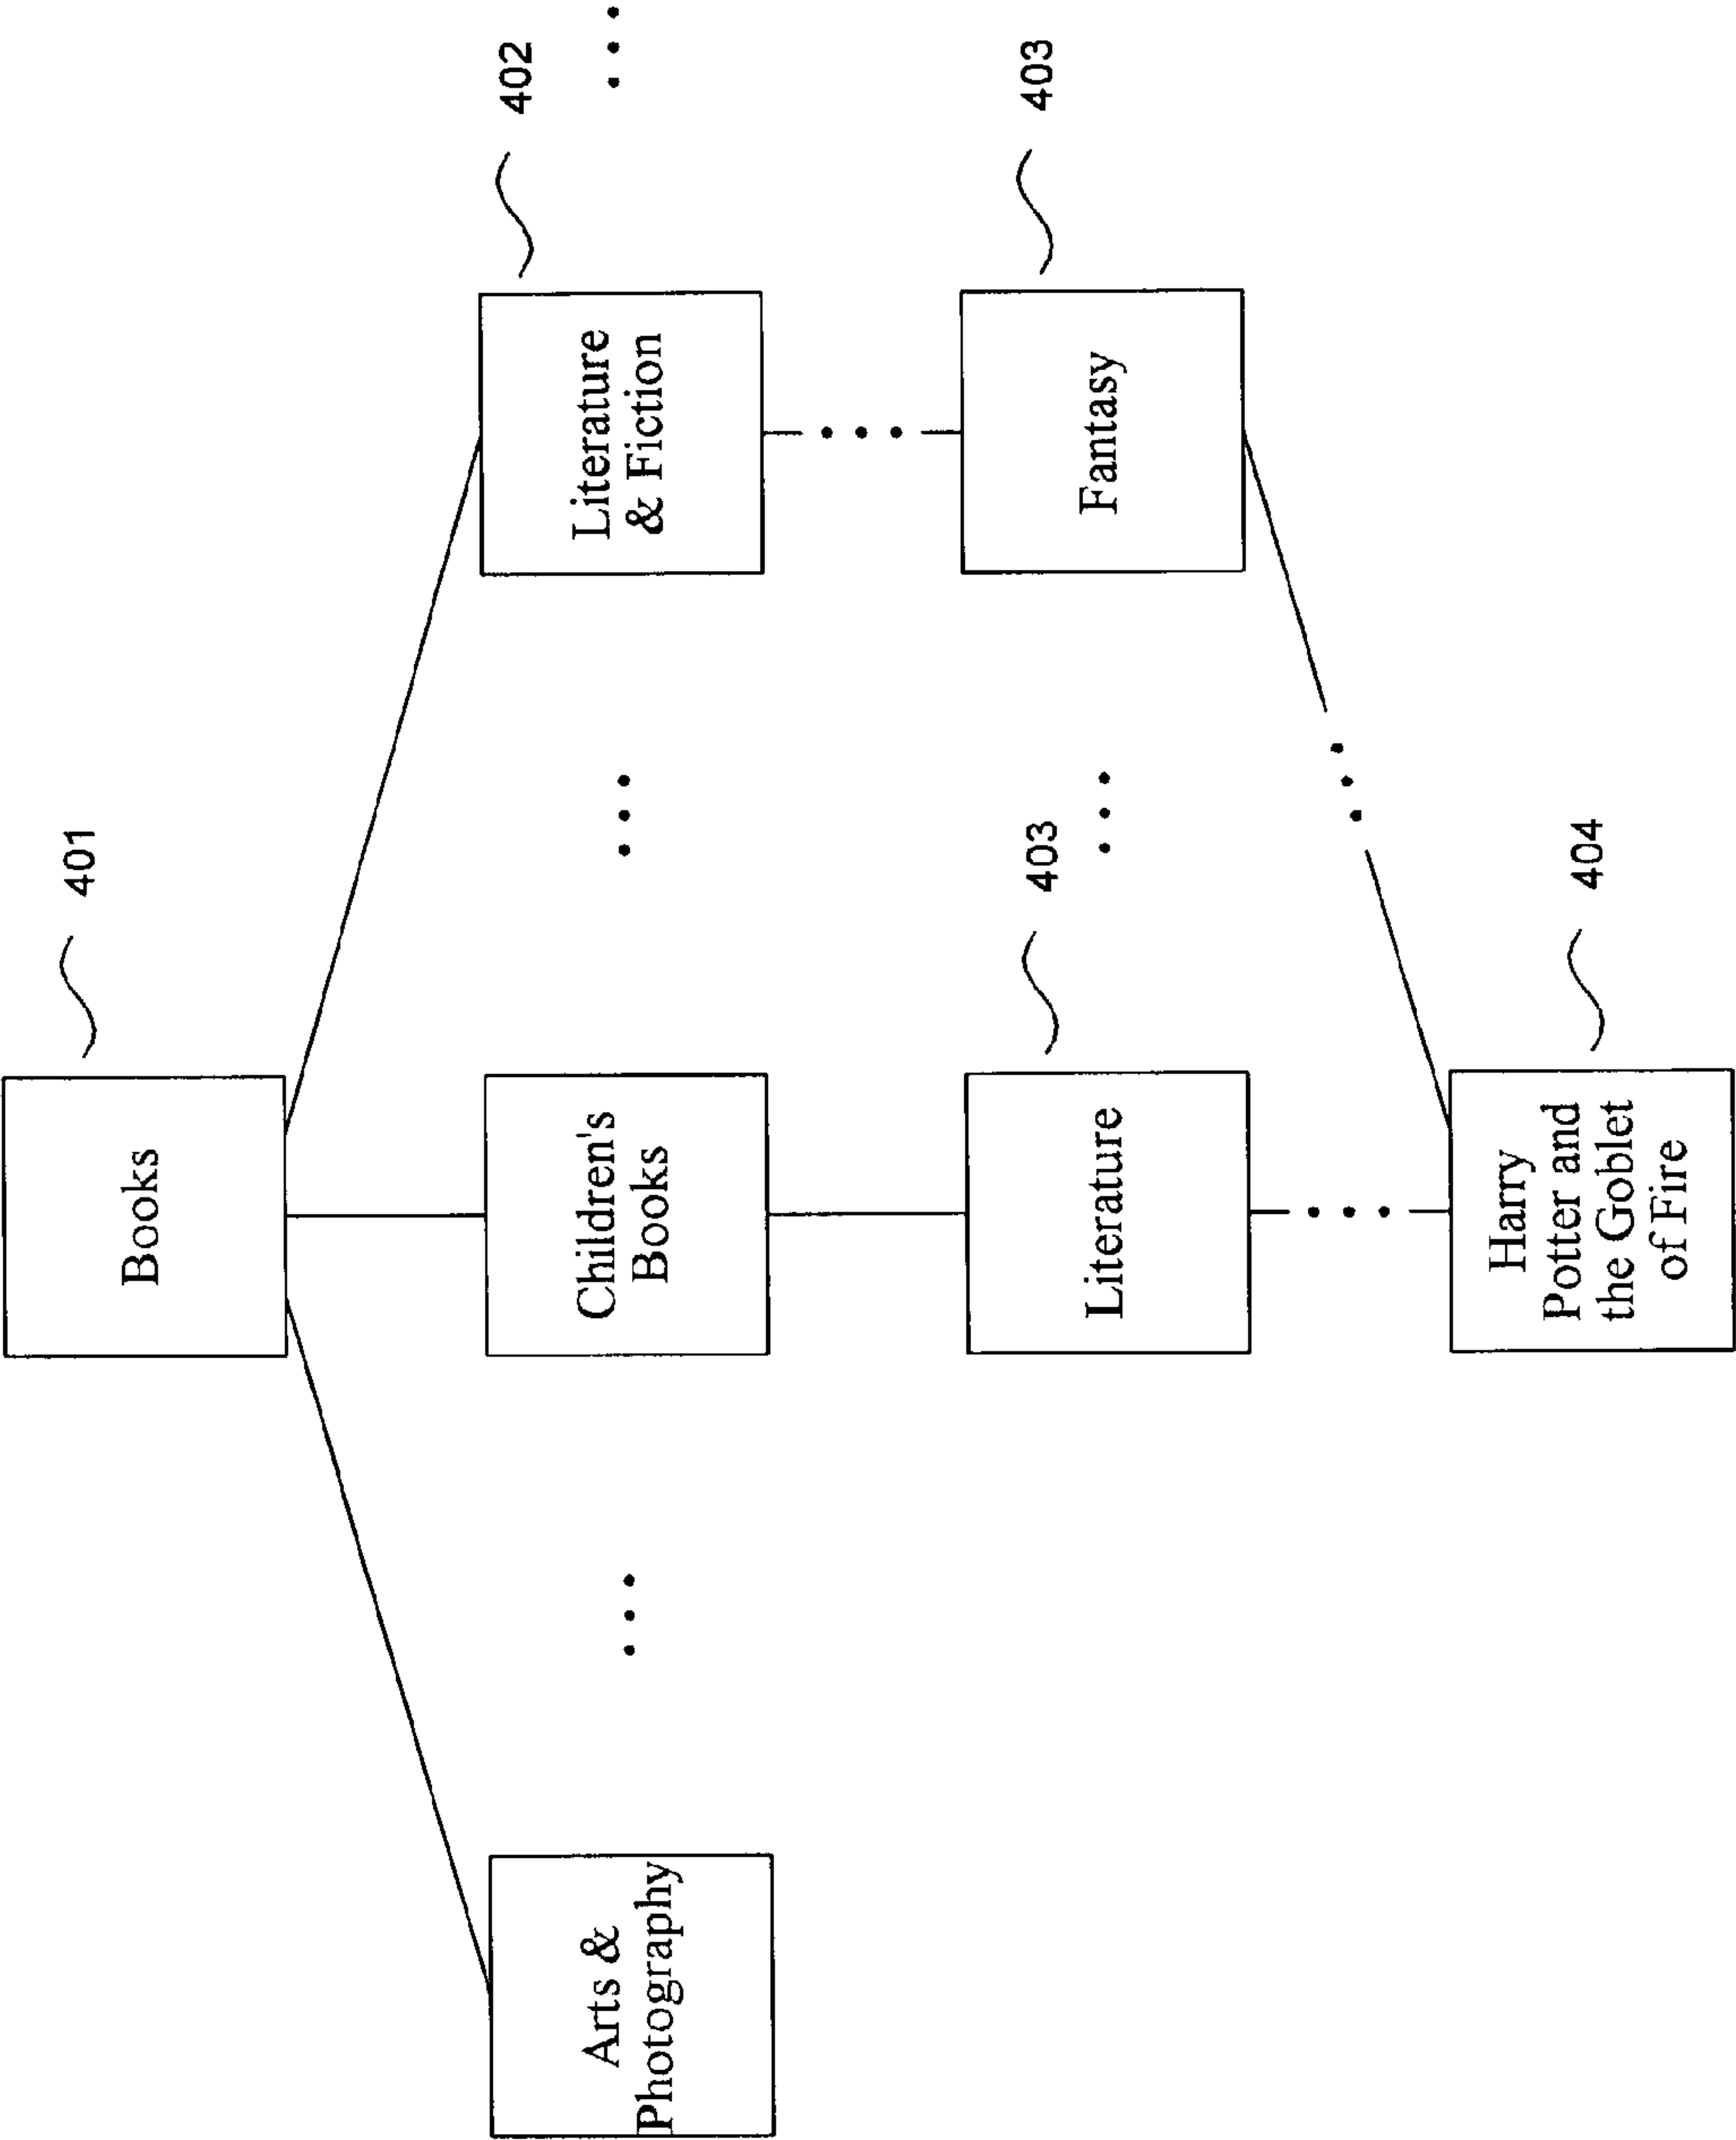 401
Books
402
Arts &
Photography
Children's
Books
Literature
& Fiction
403
403
Literature
Fantasy
404
Harry
Potter and
the Goblet
of Fire